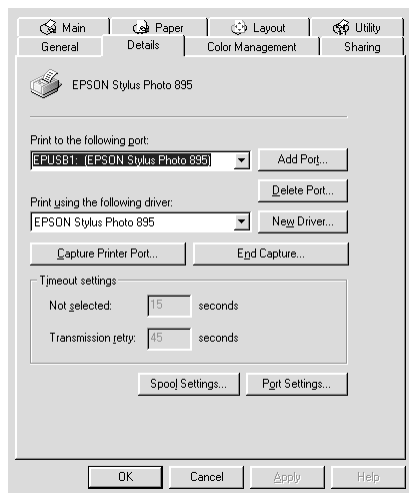 Main Paper Layout Utility
General Details Color Management Sharing
EPSON Stylus Photo 895
Print to the following port:
EPUSB1: (EPSON Stylus Photo 895) Add Port...
Delete Port...
Print using the following driver:
EPSON Stylus Photo 895 New Driver...
Capture Printer Port... End Capture...
Timeout settings
Not selected: 15 seconds
Transmission retry: 45 seconds
Spool Settings... Port Settings...
OK Cancel Apply Help